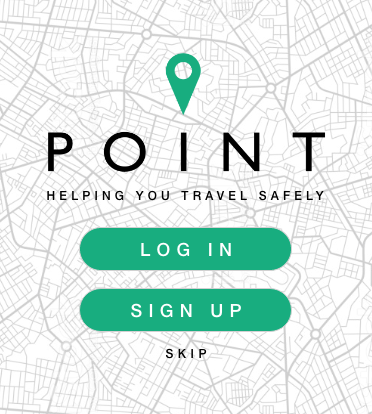 POINT
HELPING YOU TRAVEL SAFELY
LOG IN
SIGN UP
SKIP